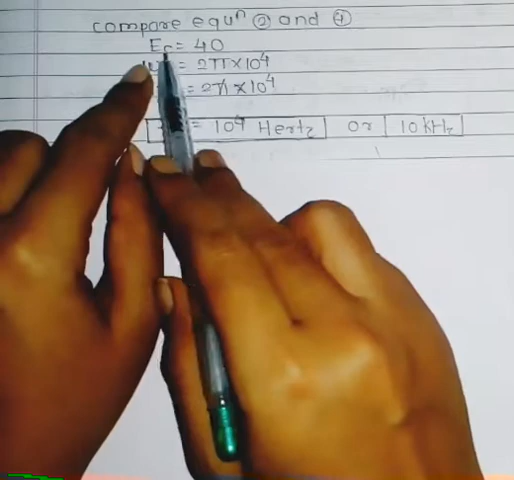 compare equⁿ ② and ④
Ec = 40
= 2π × 10⁴
= 2π × 10⁴
= 10⁴ Hertz or 10 kHz